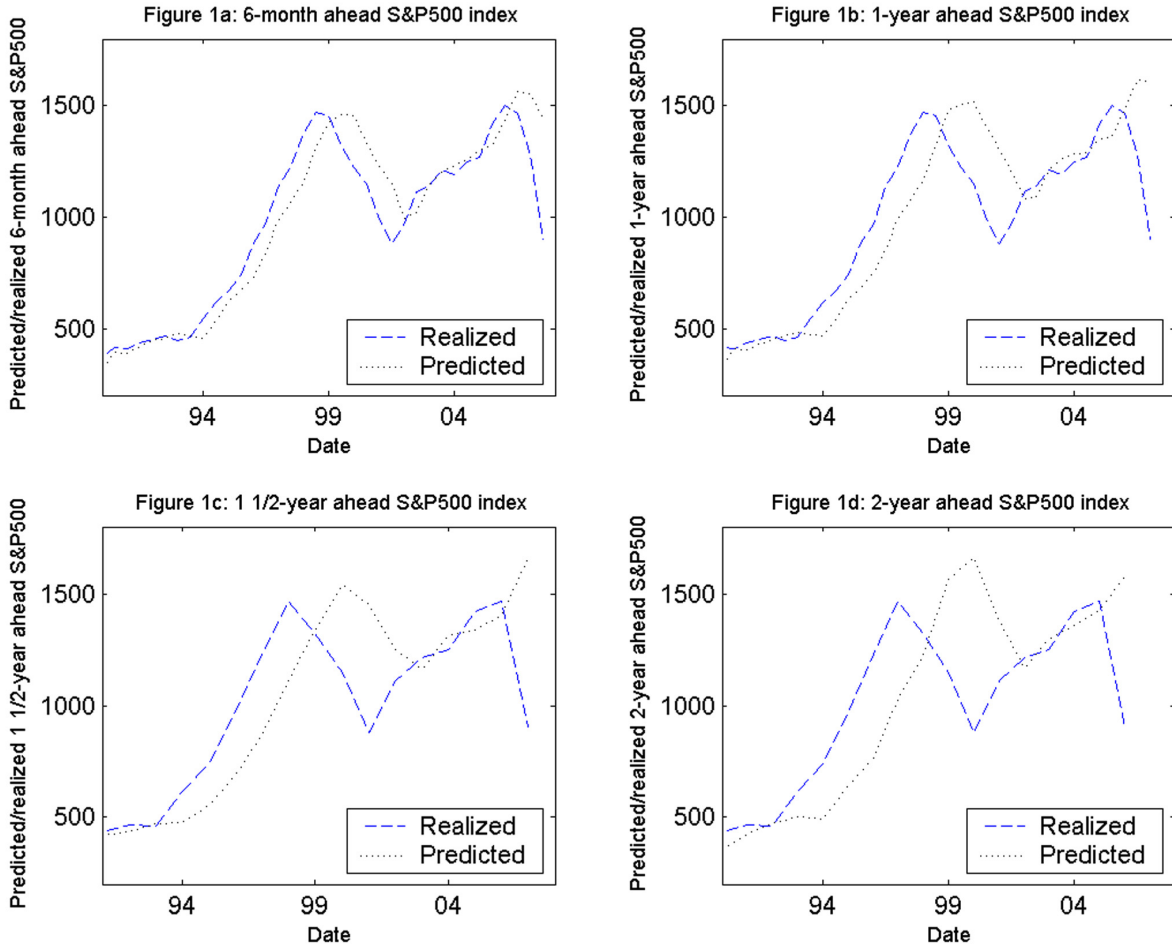 Figure 1a: 6-month ahead S&P500 index
Predicted/realized 6-month ahead S&P500
1500
1000
500
Realized
Predicted
94
99
04
Date
Figure 1b: 1-year ahead S&P500 index
Predicted/realized 1-year ahead S&P500
1500
1000
500
Realized
Predicted
94
99
04
Date
Figure 1c: 1 1/2-year ahead S&P500 index
Predicted/realized 1 1/2-year ahead S&P500
1500
1000
500
Realized
Predicted
94
99
04
Date
Figure 1d: 2-year ahead S&P500 index
Predicted/realized 2-year ahead S&P500
1500
1000
500
Realized
Predicted
94
99
04
Date